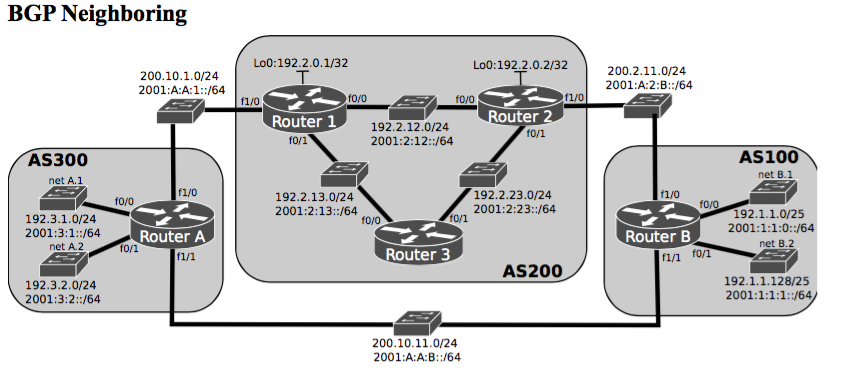 BGP Neighboring
Lo0:192.2.0.1/32
Lo0:192.2.0.2/32
200.10.1.0/24
2001:A:A:1::/64
200.2.11.0/24
2001:A:2:B::/64
f1/0
f0/0
f0/0
f1/0
Router 1
Router 2
192.2.12.0/24
2001:2:12::/64
f0/1
f0/1
AS300
AS100
net A.1
net B.1
192.2.13.0/24
2001:2:13::/64
192.2.23.0/24
2001:2:23::/64
f0/0
f1/0
f1/0
f0/0
192.3.1.0/24
2001:3:1::/64
192.1.1.0/25
2001:1:1:0::/64
f0/0
f0/1
Router A
Router B
Router 3
net A.2
f0/1
f1/1
f1/1
f0/1
net B.2
AS200
192.3.2.0/24
2001:3:2::/64
192.1.1.128/25
2001:1:1:1::/64
200.10.11.0/24
2001:A:A:B::/64